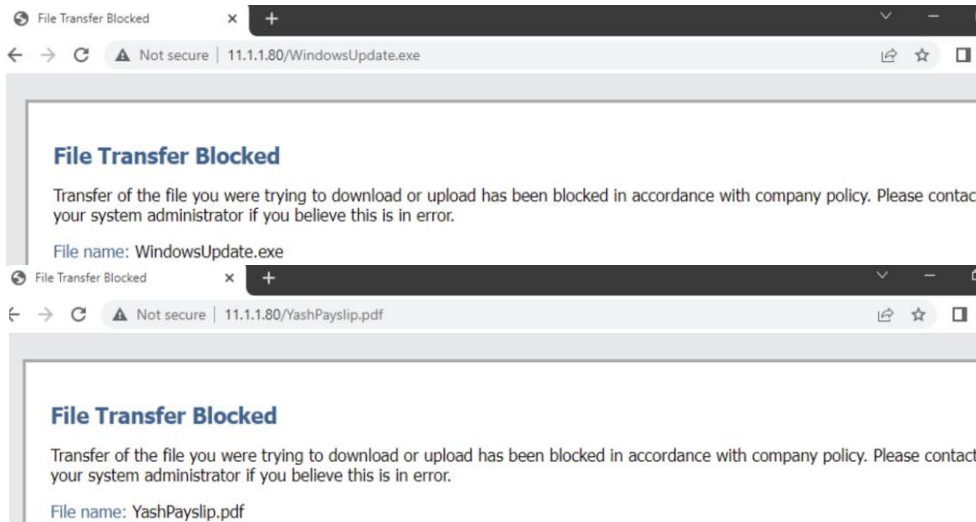 File Transfer Blocked
Not secure | 11.1.1.80/WindowsUpdate.exe
File Transfer Blocked
Transfer of the file you were trying to download or upload has been blocked in accordance with company policy. Please contac
your system administrator if you believe this is in error.
File name: WindowsUpdate.exe
File Transfer Blocked
Not secure | 11.1.1.80/YashPayslip.pdf
File Transfer Blocked
Transfer of the file you were trying to download or upload has been blocked in accordance with company policy. Please contact
your system administrator if you believe this is in error.
File name: YashPayslip.pdf